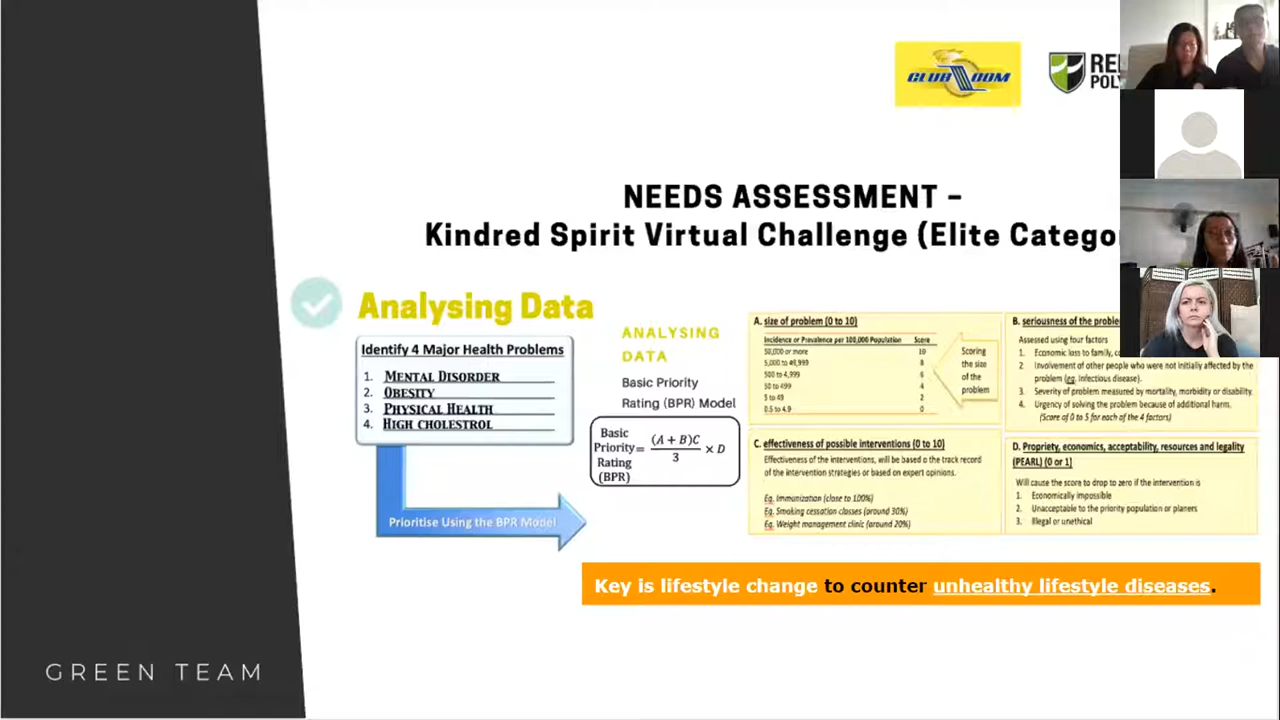 CLUB OOM
NEEDS ASSESSMENT –
Kindred Spirit Virtual Challenge (Elite Catego
Analysing Data
Identify 4 Major Health Problems
1. MENTAL DISORDER
2. OBESITY
3. PHYSICAL HEALTH
4. HIGH CHOLESTROL
Prioritise Using the BPR Model
ANALYSING
DATA
Basic Priority
Rating (BPR) Model
Basic
Priority= (A + B)C / 3 × D
Rating
(BPR)
A. size of problem (0 to 10)
Incidence or Prevalence per 100,000 Population Score
50,000 or more 10
5,000 to 49,999 8
500 to 4,999 6
50 to 499 4
5 to 49 2
0.5 to 4.9 0
Scoring
the size
of the
problem
B. seriousness of the proble
Assessed using four factors
1. Economic loss to family, c
2. Involvement of other people who were not initially affected by the
problem (eg. Infectious disease).
3. Severity of problem measured by mortality, morbidity or disability.
4. Urgency of solving the problem because of additional harm.
(Score of 0 to 5 for each of the 4 factors)
C. effectiveness of possible interventions (0 to 10)
Effectiveness of the interventions, will be based o the track record
of the intervention strategies or based on expert opinions.
Eg. Immunization (close to 100%)
Eg. Smoking cessation classes (around 30%)
Eg. Weight management clinic (around 20%)
D. Propriety, economics, acceptability, resources and legality
(PEARL) (0 or 1)
Will cause the score to drop to zero if the intervention is
1. Economically impossible
2. Unacceptable to the priority population or planers
3. Illegal or unethical
Key is lifestyle change to counter unhealthy lifestyle diseases.
GREEN TEAM